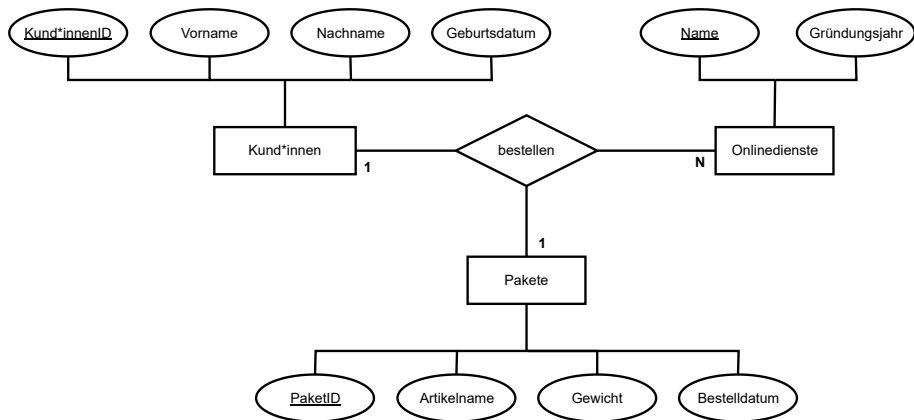 Kund*innenID
Vorname
Nachname
Geburtsdatum
Name
Gründungsjahr
Kund*innen
1
bestellen
N
Onlinedienste
1
Pakete
PaketID
Artikelname
Gewicht
Bestelldatum